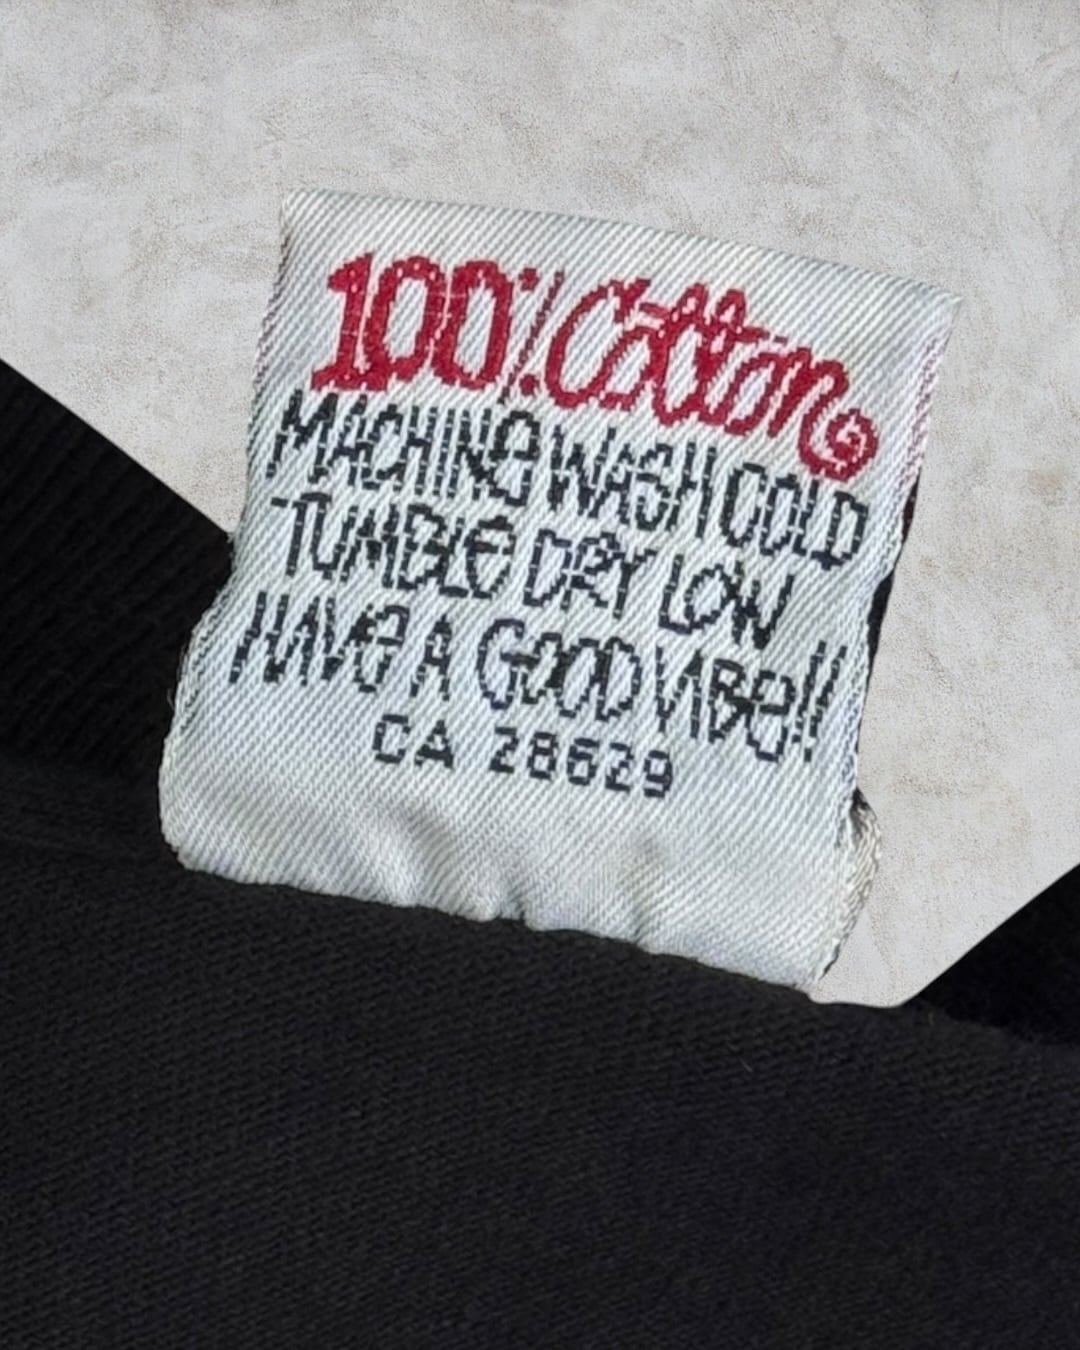 100% Cotton
MACHINe WASH COLD
TUMBLE DRY LOW
HAVe A GOOD VIBe!!
CA 28629